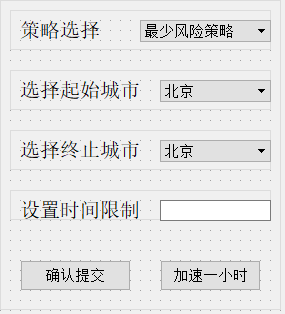 策略选择 最少风险策略
选择起始城市 北京
选择终止城市 北京
设置时间限制
确认提交 加速一小时